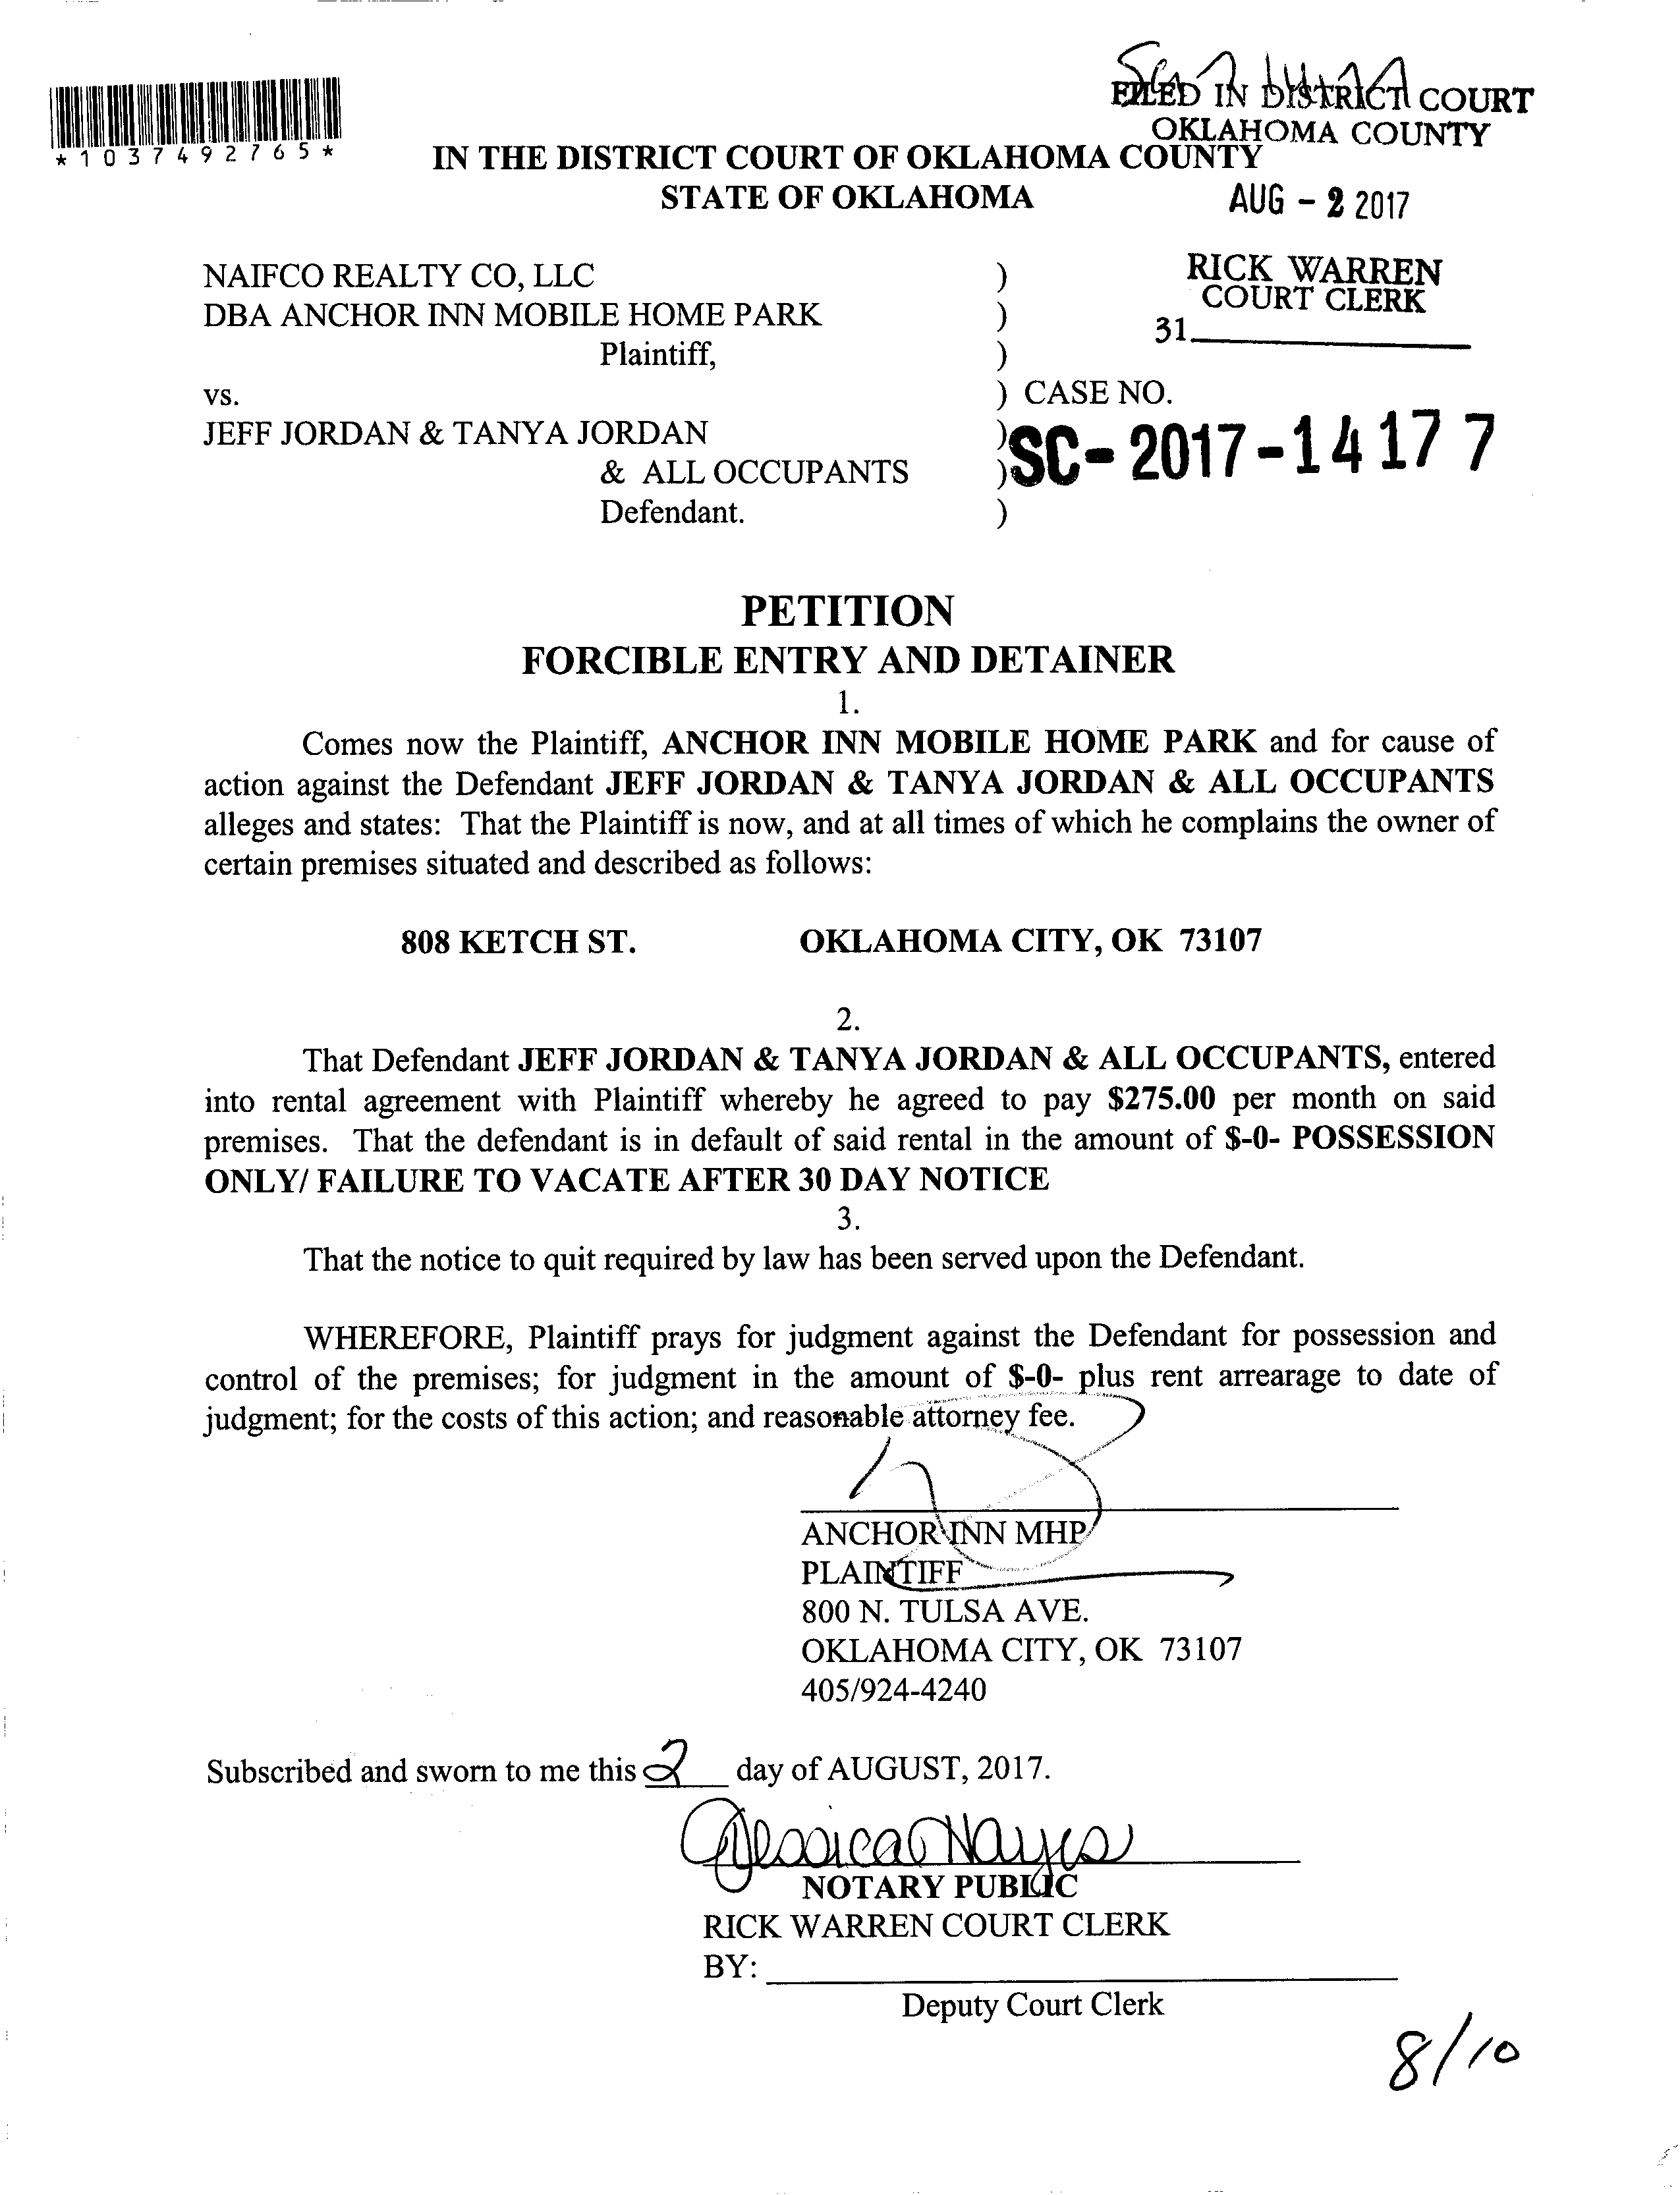 FILED IN DISTRICT COURT
OKLAHOMA COUNTY
*1037492765*
IN THE DISTRICT COURT OF OKLAHOMA COUNTY
STATE OF OKLAHOMA
AUG - 2 2017
RICK WARREN
COURT CLERK
31
NAIFCO REALTY CO, LLC )
DBA ANCHOR INN MOBILE HOME PARK )
Plaintiff, )
vs. ) CASE NO.
JEFF JORDAN & TANYA JORDAN ) SC-2017-14177
& ALL OCCUPANTS )
Defendant. )
PETITION
FORCIBLE ENTRY AND DETAINER
1.
Comes now the Plaintiff, ANCHOR INN MOBILE HOME PARK and for cause of
action against the Defendant JEFF JORDAN & TANYA JORDAN & ALL OCCUPANTS
alleges and states: That the Plaintiff is now, and at all times of which he complains the owner of
certain premises situated and described as follows:
808 KETCH ST. OKLAHOMA CITY, OK 73107
2.
That Defendant JEFF JORDAN & TANYA JORDAN & ALL OCCUPANTS, entered
into rental agreement with Plaintiff whereby he agreed to pay $275.00 per month on said
premises. That the defendant is in default of said rental in the amount of $-0- POSSESSION
ONLY/ FAILURE TO VACATE AFTER 30 DAY NOTICE
3.
That the notice to quit required by law has been served upon the Defendant.
WHEREFORE, Plaintiff prays for judgment against the Defendant for possession and
control of the premises; for judgment in the amount of $-0- plus rent arrearage to date of
judgment; for the costs of this action; and reasonable attorney fee.
ANCHOR INN MHP
PLAINTIFF
800 N. TULSA AVE.
OKLAHOMA CITY, OK 73107
405/924-4240
Subscribed and sworn to me this 2 day of AUGUST, 2017.
Jessica Hayes
NOTARY PUBLIC
RICK WARREN COURT CLERK
BY:
Deputy Court Clerk
8/10